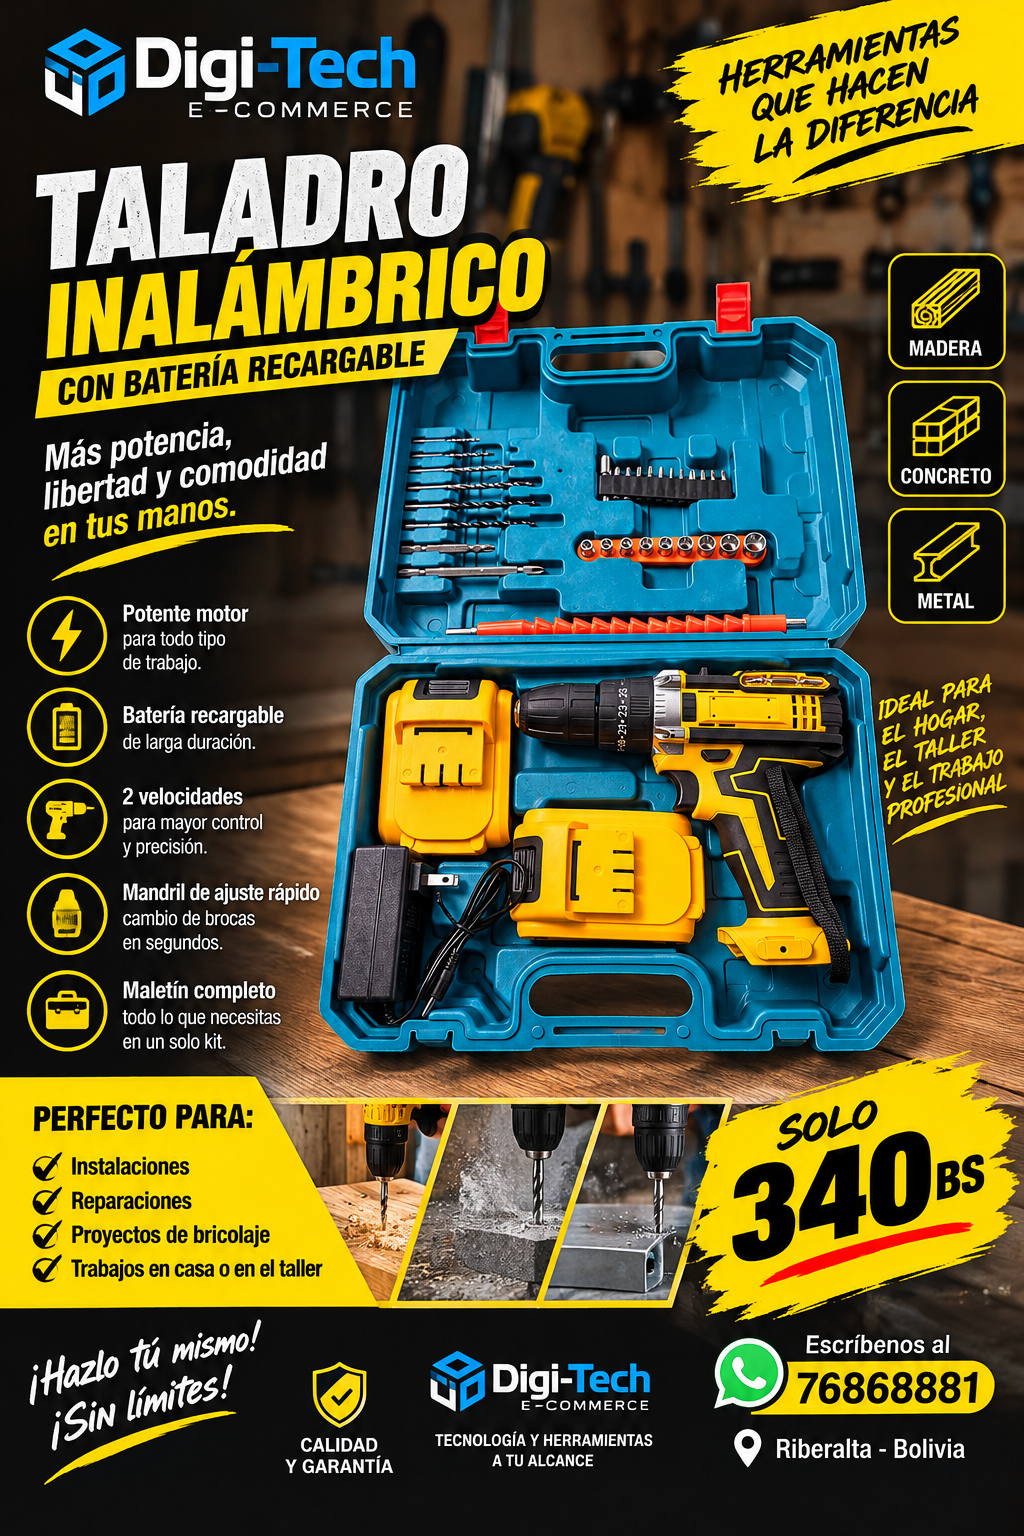 Digi-Tech
E-COMMERCE
HERRAMIENTAS
QUE HACEN
LA DIFERENCIA
TALADRO
INALÁMBRICO
CON BATERÍA RECARGABLE
Más potencia,
libertad y comodidad
en tus manos.
MADERA
CONCRETO
METAL
Potente motor
para todo tipo
de trabajo.
Batería recargable
de larga duración.
2 velocidades
para mayor control
y precisión.
Mandril de ajuste rápido
cambio de brocas
en segundos.
Maletín completo
todo lo que necesitas
en un solo kit.
IDEAL PARA
EL HOGAR,
EL TALLER
Y EL TRABAJO
PROFESIONAL
PERFECTO PARA:
Instalaciones
Reparaciones
Proyectos de bricolaje
Trabajos en casa o en el taller
SOLO
340BS
¡Hazlo tú mismo!
¡Sin límites!
CALIDAD
Y GARANTÍA
Digi-Tech
E-COMMERCE
TECNOLOGÍA Y HERRAMIENTAS
A TU ALCANCE
Escríbenos al
76868881
Riberalta - Bolivia